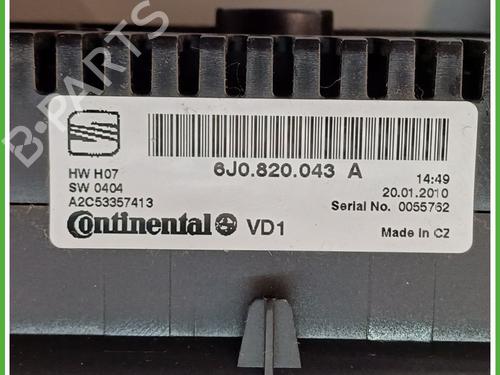 B-PARTS
6J0.820.043 A
HW H07
SW 0404
A2C53357413
14:49
20.01.2010
Serial No. 0055762
Continental VD1
Made in CZ